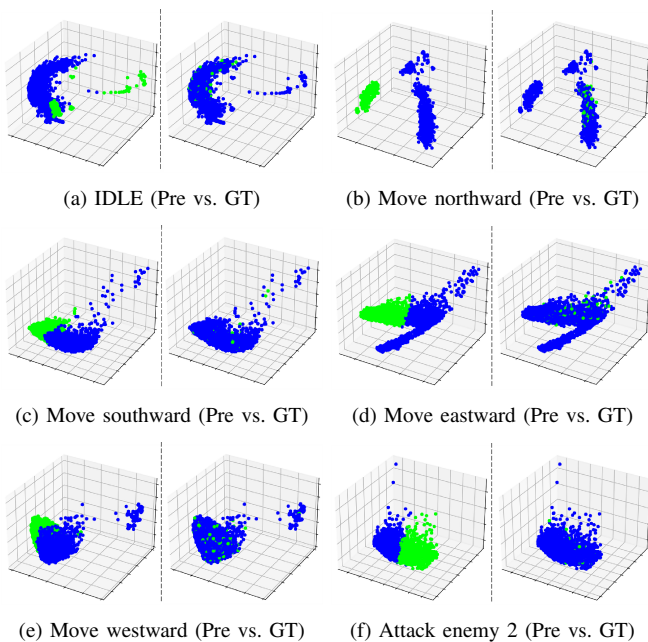 (a) IDLE (Pre vs. GT)
(b) Move northward (Pre vs. GT)
(c) Move southward (Pre vs. GT)
(d) Move eastward (Pre vs. GT)
(e) Move westward (Pre vs. GT)
(f) Attack enemy 2 (Pre vs. GT)